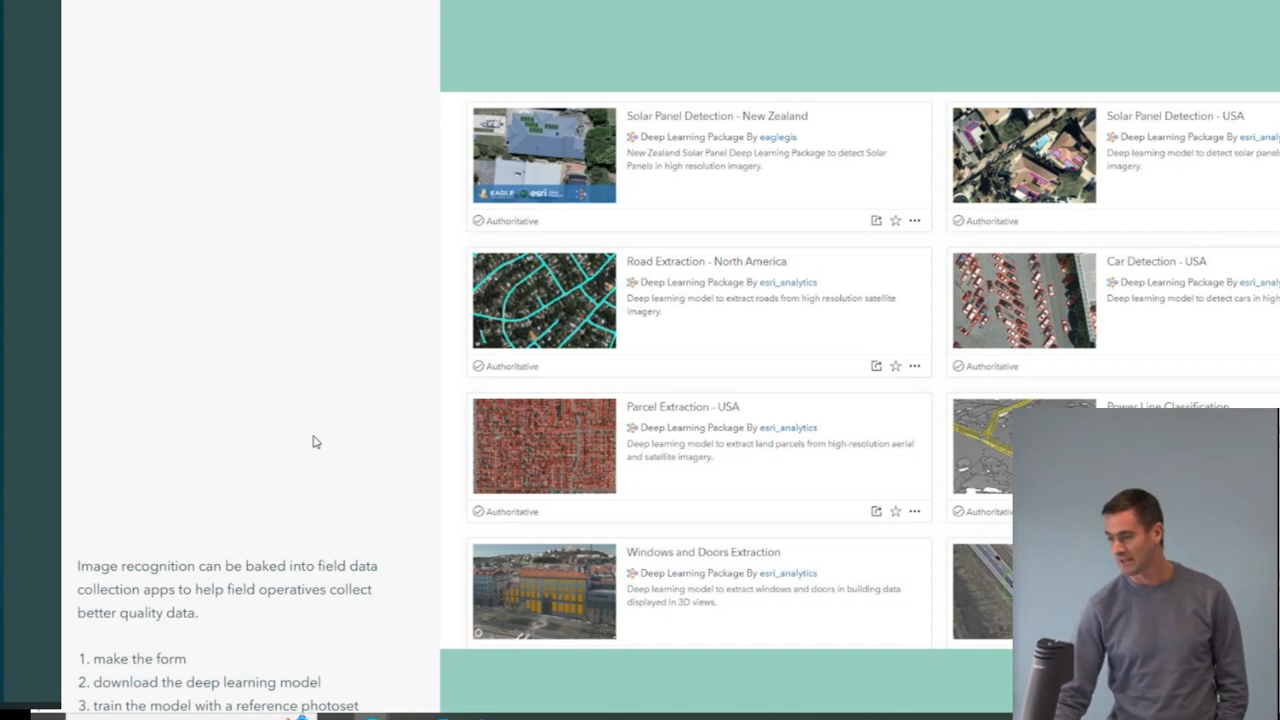 Image recognition can be baked into field data
collection apps to help field operatives collect
better quality data.
1. make the form
2. download the deep learning model
3. train the model with a reference photoset
Solar Panel Detection - New Zealand
Deep Learning Package By eaglegis
New Zealand Solar Panel Deep Learning Package to detect Solar
Panels in high resolution imagery.
EAGLE esri
Authoritative
Solar Panel Detection - USA
Deep Learning Package By esri_analy
Deep learning model to detect solar panels
imagery.
Authoritative
Road Extraction - North America
Deep Learning Package By esri_analytics
Deep learning model to extract roads from high resolution satellite
imagery.
Authoritative
Car Detection - USA
Deep Learning Package By esri_anal
Deep learning model to detect cars in high
Authoritative
Parcel Extraction - USA
Deep Learning Package By esri_analytics
Deep learning model to extract land parcels from high-resolution aerial
and satellite imagery.
Authoritative
Power Line Classification
Authoritati
Windows and Doors Extraction
Deep Learning Package By esri_analytics
Deep learning model to extract windows and doors in building data
displayed in 3D views.